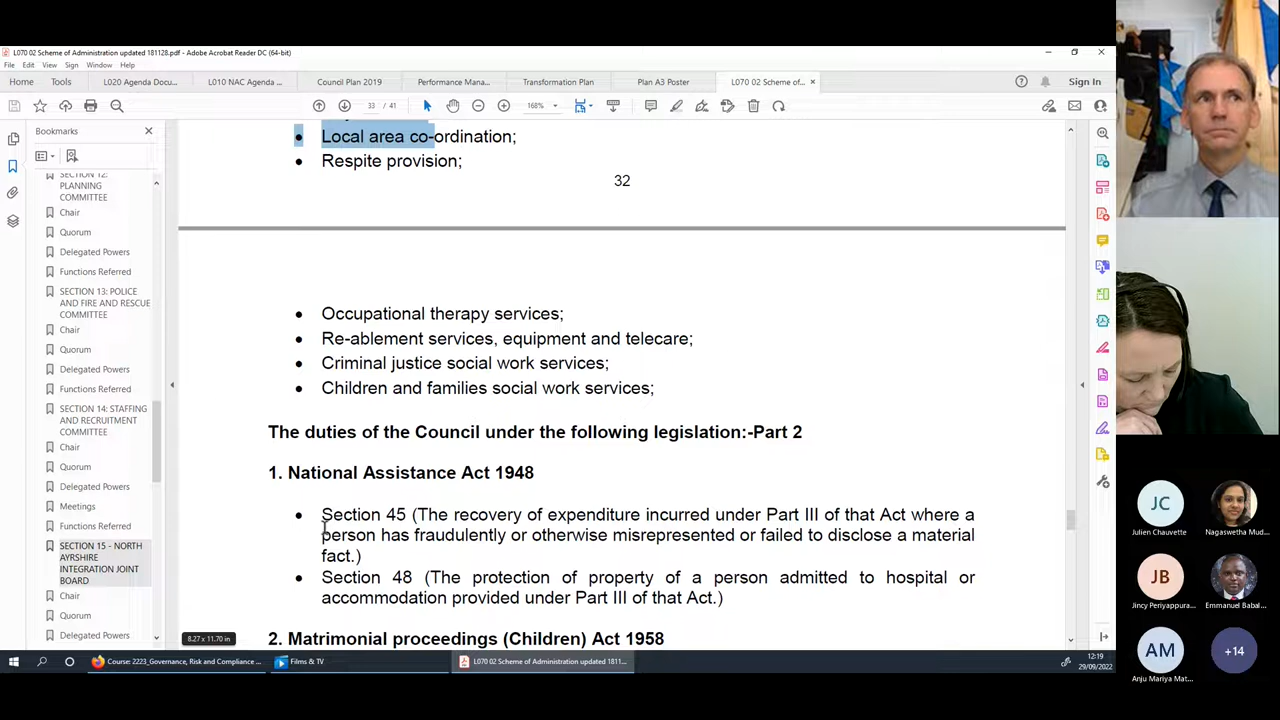 L070 02 Scheme of Administration updated 181128.pdf - Adobe Acrobat Reader DC (64-bit)
File Edit View Sign Window Help
Home Tools L020 Agenda Docu... L010 NAC Agenda ... Council Plan 2019 Performance Mana... Transformation Plan Plan A3 Poster L070 02 Scheme of... × Sign In
33 / 41 168%
Bookmarks
SECTION 12:
PLANNING
COMMITTEE
Chair
Quorum
Delegated Powers
Functions Referred
SECTION 13: POLICE
AND FIRE AND RESCUE
COMMITTEE
Chair
Quorum
Delegated Powers
Functions Referred
SECTION 14: STAFFING
AND RECRUITMENT
COMMITTEE
Chair
Quorum
Delegated Powers
Meetings
Functions Referred
SECTION 15 - NORTH
AYRSHIRE
INTEGRATION JOINT
BOARD
Chair
Quorum
Delegated Powers
• Local area co-ordination;
• Respite provision;
32
• Occupational therapy services;
• Re-ablement services, equipment and telecare;
• Criminal justice social work services;
• Children and families social work services;
The duties of the Council under the following legislation:-Part 2
1. National Assistance Act 1948
• Section 45 (The recovery of expenditure incurred under Part III of that Act where a
person has fraudulently or otherwise misrepresented or failed to disclose a material
fact.)
• Section 48 (The protection of property of a person admitted to hospital or
accommodation provided under Part III of that Act.)
2. Matrimonial proceedings (Children) Act 1958
8.27 x 11.70 in
Course: 2223_Governance, Risk and Compliance ... Films & TV L070 02 Scheme of Administration updated 1811...
12:19
29/09/2022
JC
Julien Chauvette
Nagaswetha Mud...
JB
Jincy Periyappura...
Emmanuel Babal...
AM
Anju Mariya Mat...
+14